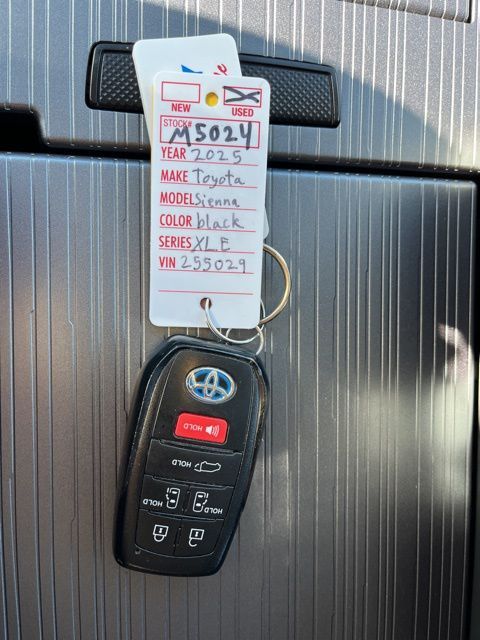 NEW
USED
STOCK# M5024
YEAR 2025
MAKE Toyota
MODEL Sienna
COLOR black
SERIES XLE
VIN 255029
HOLD
HOLD
HOLD HOLD